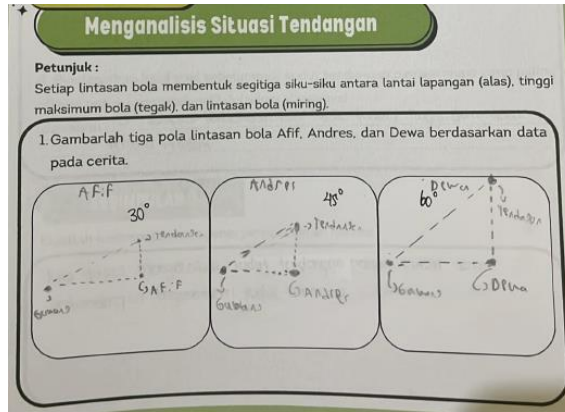 Menganalisis Situasi Tendangan
Petunjuk :
Setiap lintasan bola membentuk segitiga siku-siku antara lantai lapangan (alas), tinggi
maksimum bola (tegak), dan lintasan bola (miring).
1. Gambarlah tiga pola lintasan bola Afif, Andres, dan Dewa berdasarkan data
pada cerita.
Afif
30°
Afif
Andres
45°
Andres
Dewa
60°
Dewa